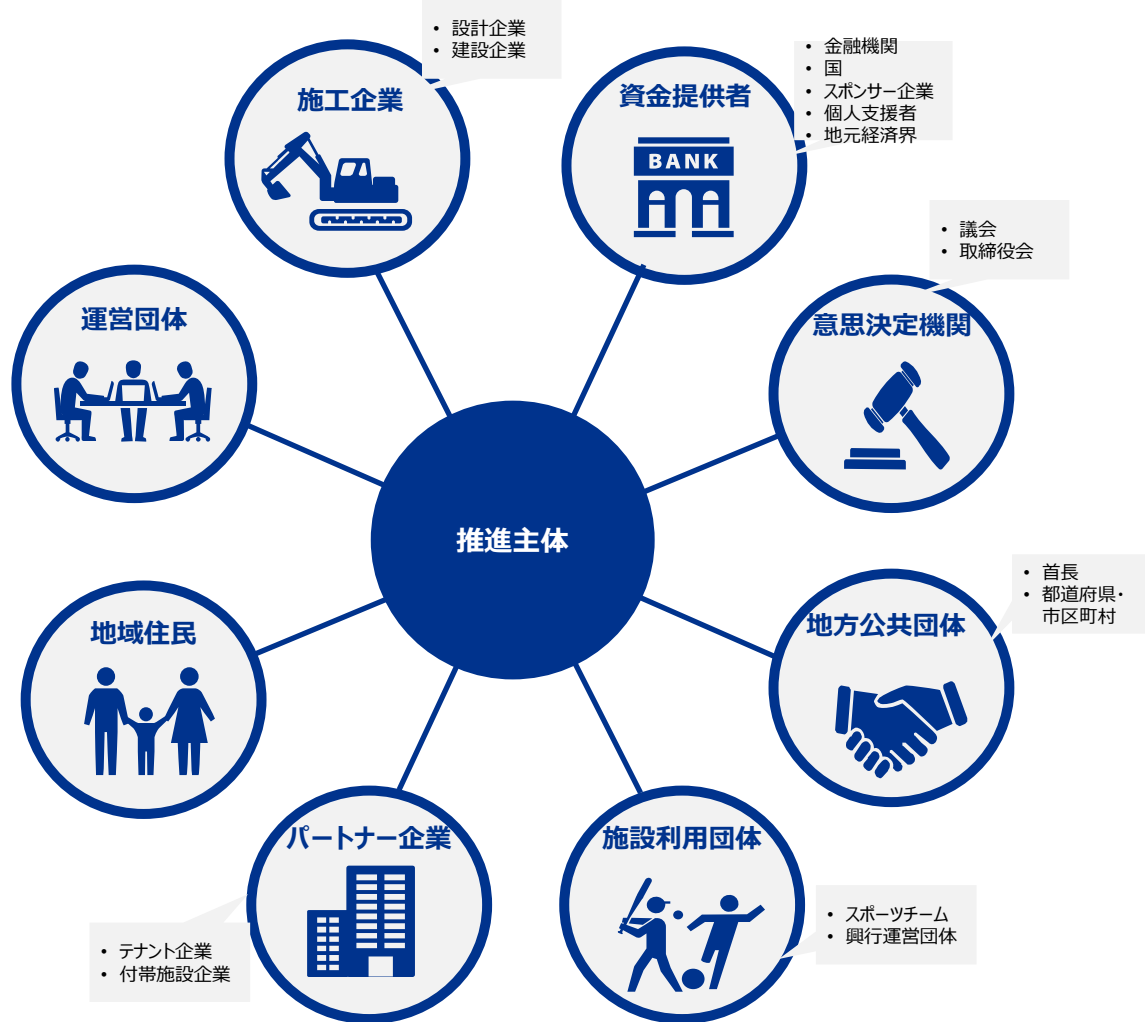 • 設計企業
• 建設企業
施工企業
• 金融機関
• 国
• スポンサー企業
• 個人支援者
• 地元経済界
資金提供者
BANK
• 議会
• 取締役会
意思決定機関
運営団体
推進主体
• 首長
• 都道府県・
市区町村
地方公共団体
地域住民
パートナー企業
• テナント企業
• 付帯施設企業
施設利用団体
• スポーツチーム
• 興行運営団体